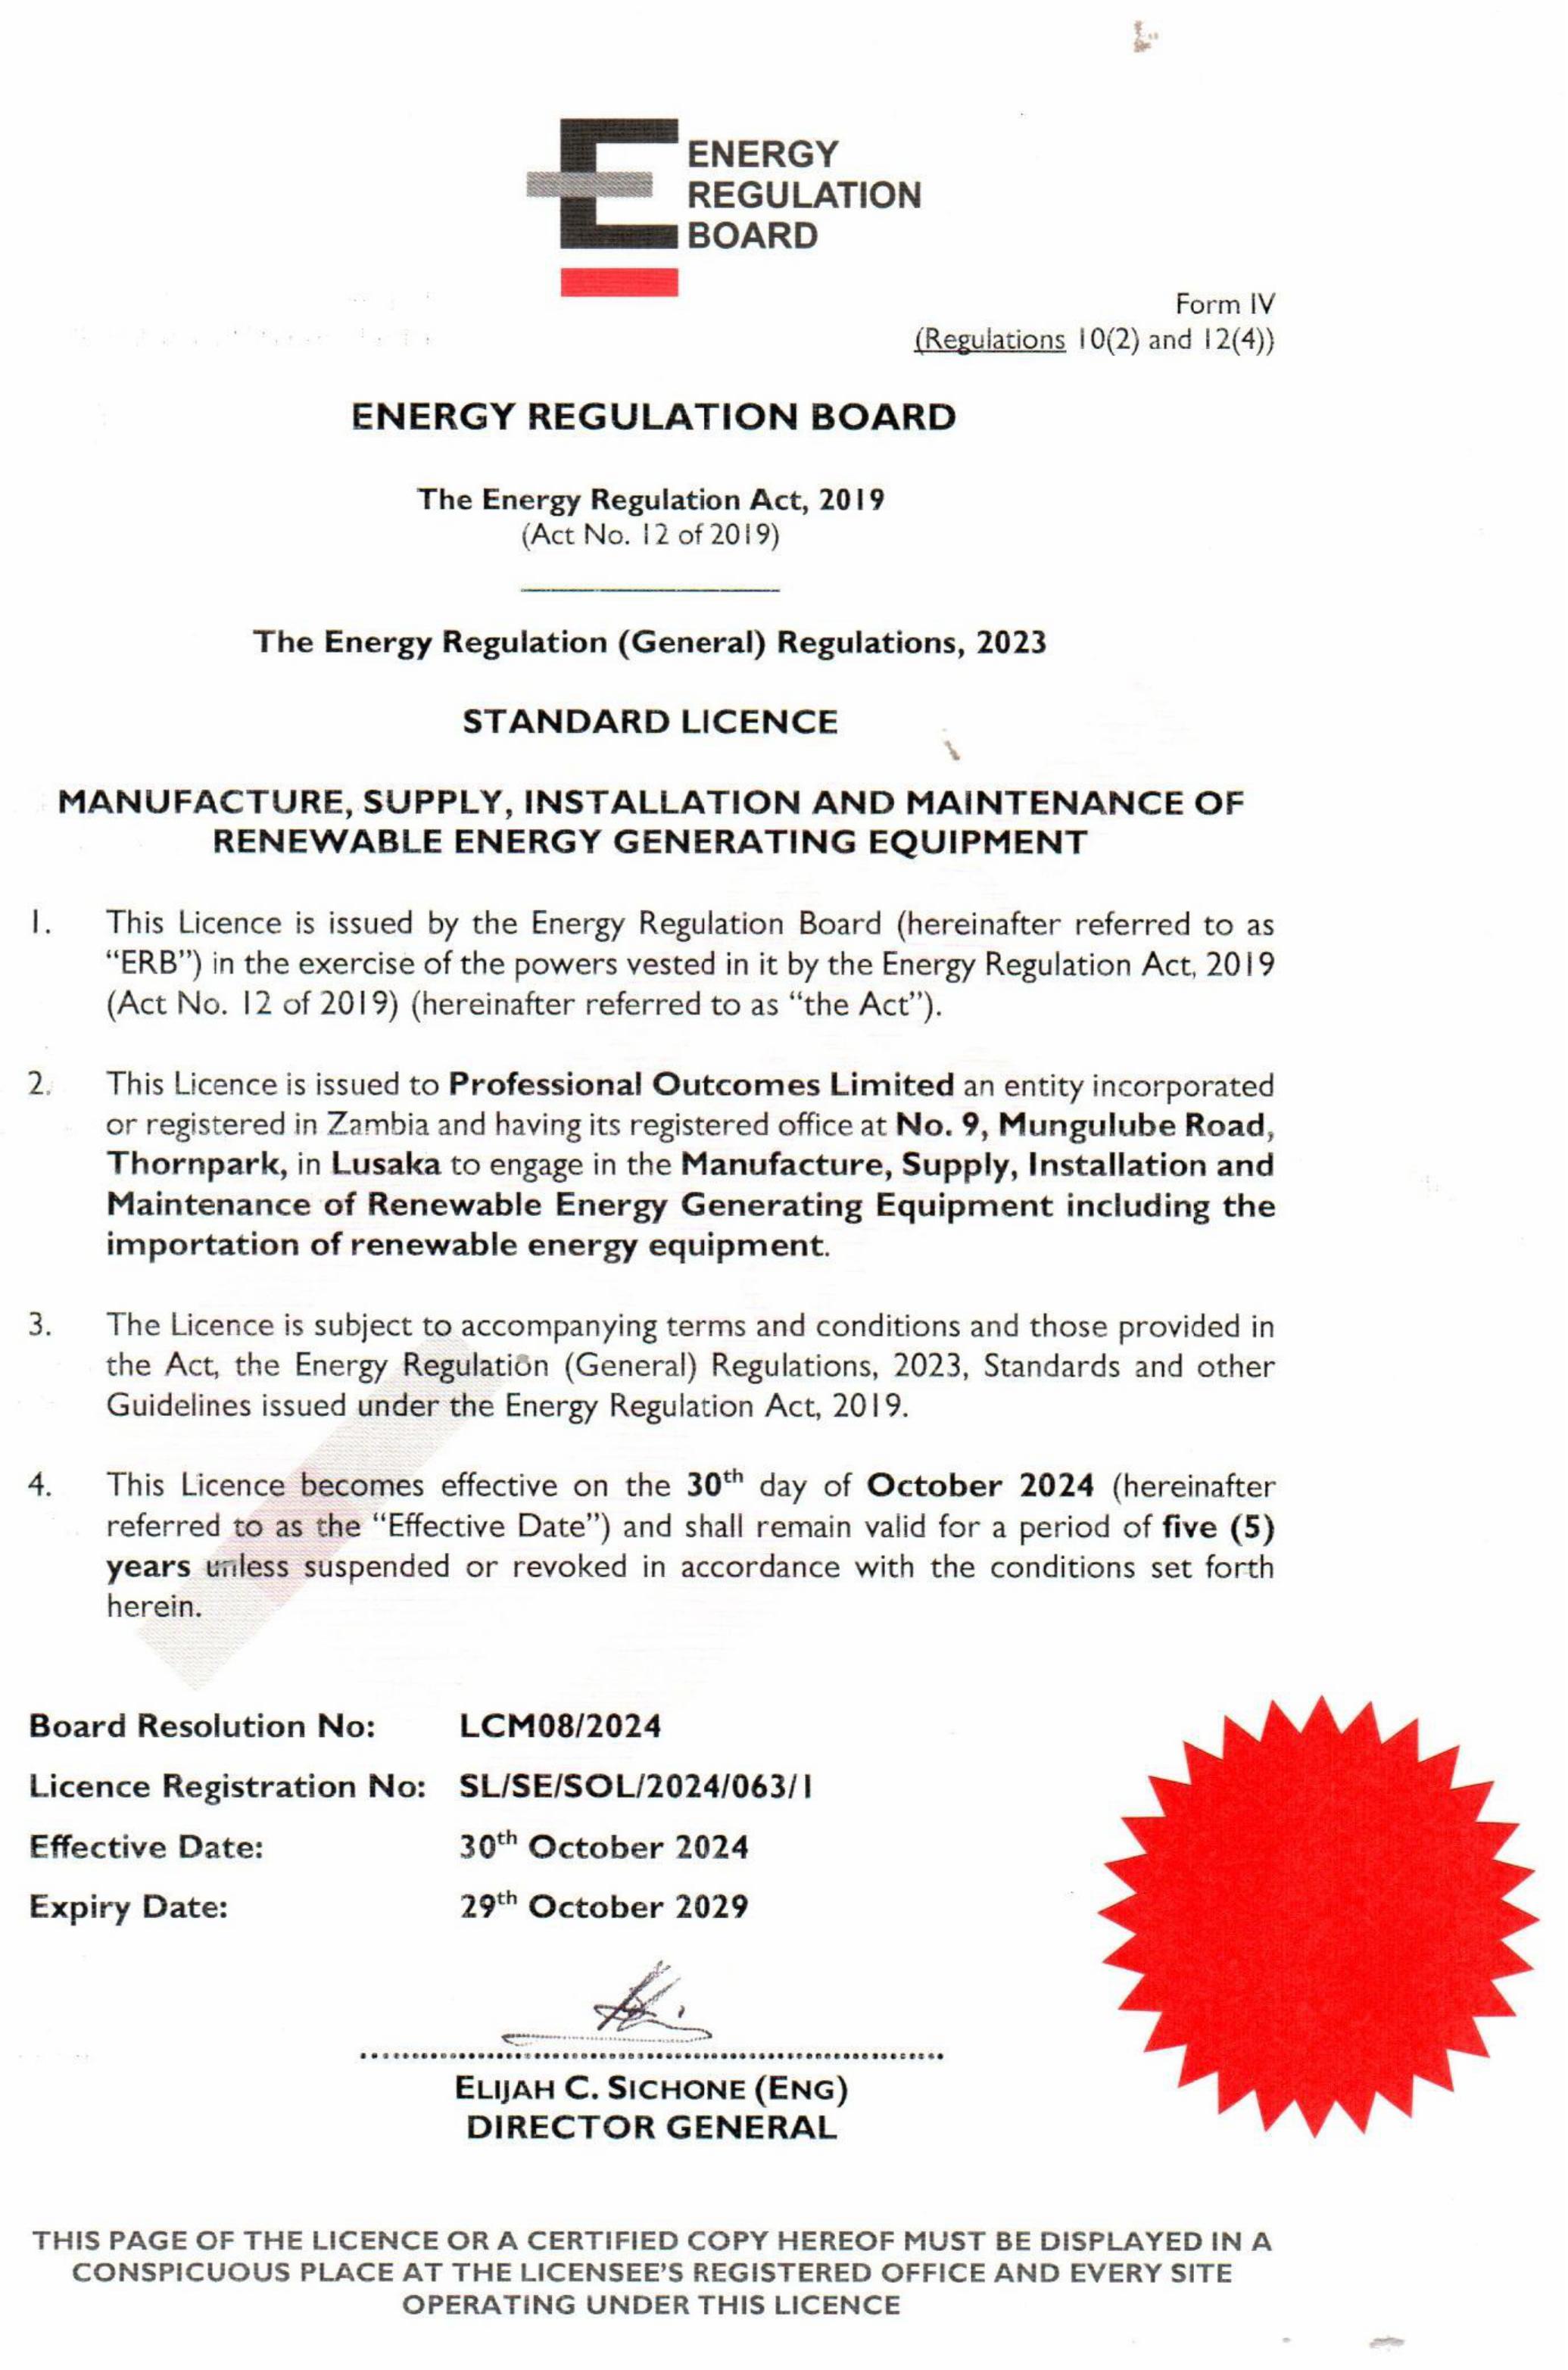 ENERGY
REGULATION
BOARD
Form IV
(Regulations 10(2) and 12(4))
ENERGY REGULATION BOARD
The Energy Regulation Act, 2019
(Act No. 12 of 2019)
The Energy Regulation (General) Regulations, 2023
STANDARD LICENCE
MANUFACTURE, SUPPLY, INSTALLATION AND MAINTENANCE OF
RENEWABLE ENERGY GENERATING EQUIPMENT
1. This Licence is issued by the Energy Regulation Board (hereinafter referred to as
“ERB”) in the exercise of the powers vested in it by the Energy Regulation Act, 2019
(Act No. 12 of 2019) (hereinafter referred to as “the Act”).
2. This Licence is issued to Professional Outcomes Limited an entity incorporated
or registered in Zambia and having its registered office at No. 9, Mungulube Road,
Thornpark, in Lusaka to engage in the Manufacture, Supply, Installation and
Maintenance of Renewable Energy Generating Equipment including the
importation of renewable energy equipment.
3. The Licence is subject to accompanying terms and conditions and those provided in
the Act, the Energy Regulation (General) Regulations, 2023, Standards and other
Guidelines issued under the Energy Regulation Act, 2019.
4. This Licence becomes effective on the 30th day of October 2024 (hereinafter
referred to as the “Effective Date”) and shall remain valid for a period of five (5)
years unless suspended or revoked in accordance with the conditions set forth
herein.
Board Resolution No: LCM08/2024
Licence Registration No: SL/SE/SOL/2024/063/1
Effective Date: 30th October 2024
Expiry Date: 29th October 2029
ELIJAH C. SICHONE (ENG)
DIRECTOR GENERAL
THIS PAGE OF THE LICENCE OR A CERTIFIED COPY HEREOF MUST BE DISPLAYED IN A
CONSPICUOUS PLACE AT THE LICENSEE’S REGISTERED OFFICE AND EVERY SITE
OPERATING UNDER THIS LICENCE